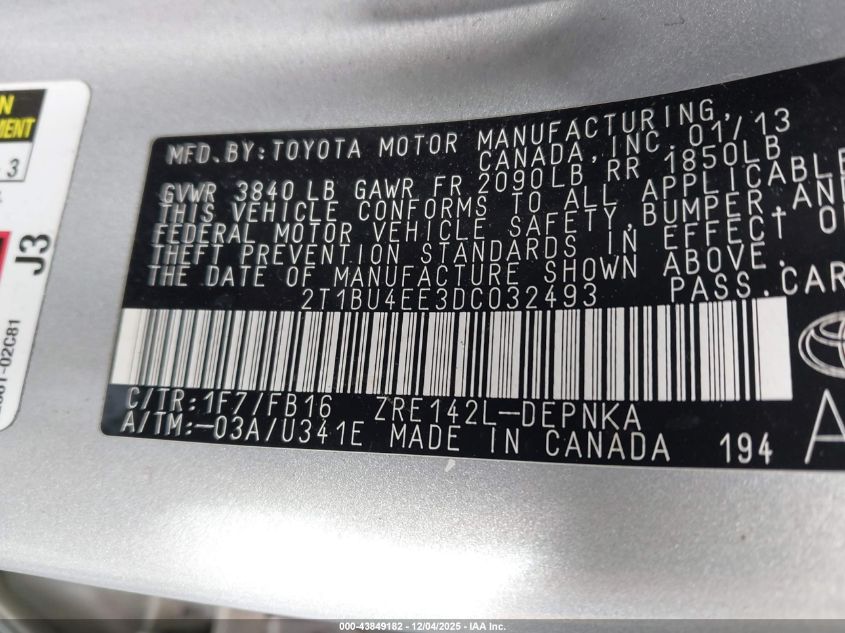 N
MENT
3
J3
02C81
MFD. BY: TOYOTA MOTOR MANUFACTURING,
CANADA, INC. 01/13
GVWR 3840 LB GAWR FR 2090LB RR 1850LB
THIS VEHICLE CONFORMS TO ALL APPLICABLE
FEDERAL MOTOR VEHICLE SAFETY, BUMPER, AND
THEFT PREVENTION STANDARDS IN EFFECT O
THE DATE OF MANUFACTURE SHOWN ABOVE.
2T1BU4EE3DC032493 PASS.CAR
C/TR: 1F7/FB16 ZRE142L-DEPNKA
A/TM:-03A/U341E MADE IN CANADA 194 A
000-43849182 - 12/04/2025 - IAA Inc.